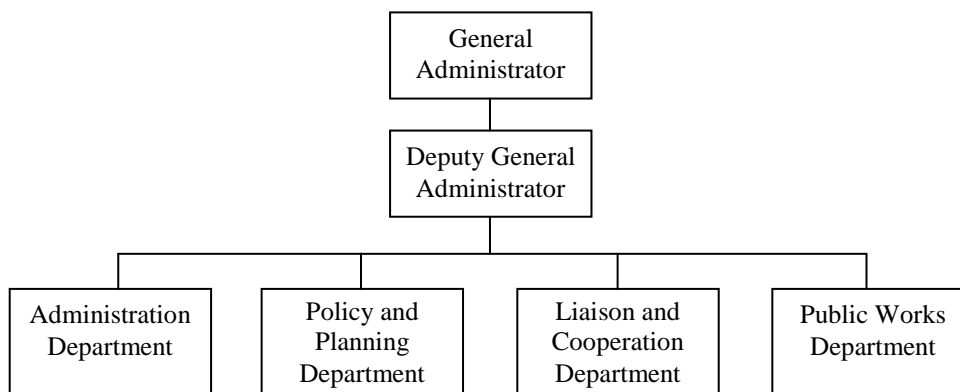 General
Administrator
Deputy General
Administrator
Administration
Department
Policy and
Planning
Department
Liaison and
Cooperation
Department
Public Works
Department